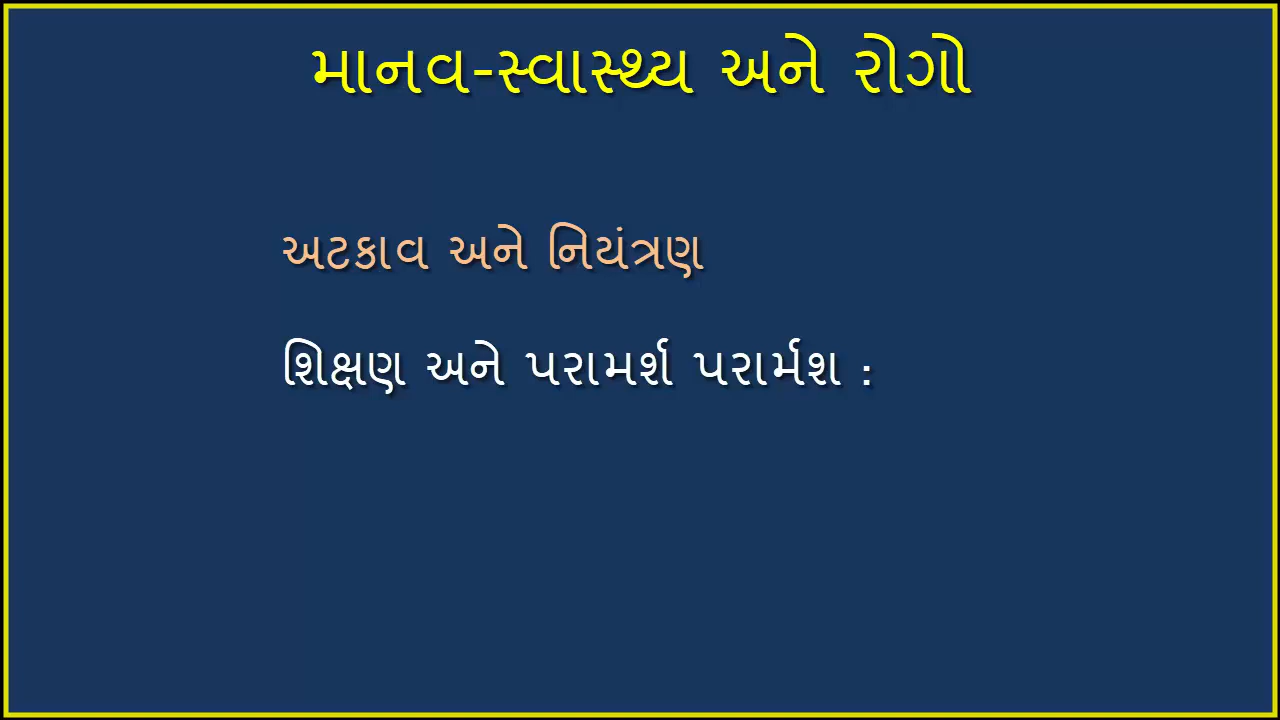 માનવ-સ્વાસ્થ્ય અને રોગો
અટકાવ અને નિયંત્રણ
શિક્ષણ અને પરામર્શ પરાર્મશ :